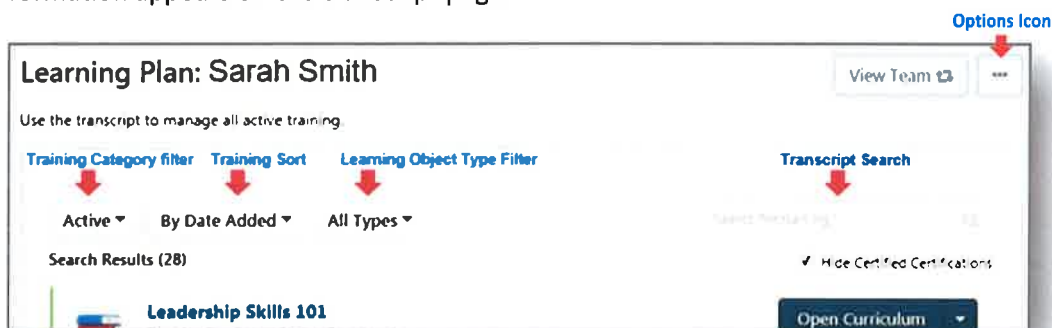 Options Icon
Learning Plan: Sarah Smith
View Team
Use the transcript to manage all active training.
Training Category filter Training Sort Learning Object Type Filter Transcript Search
Active By Date Added All Types
Search Results (28) Hide Certified Certifications
Leadership Skills 101
Open Curriculum